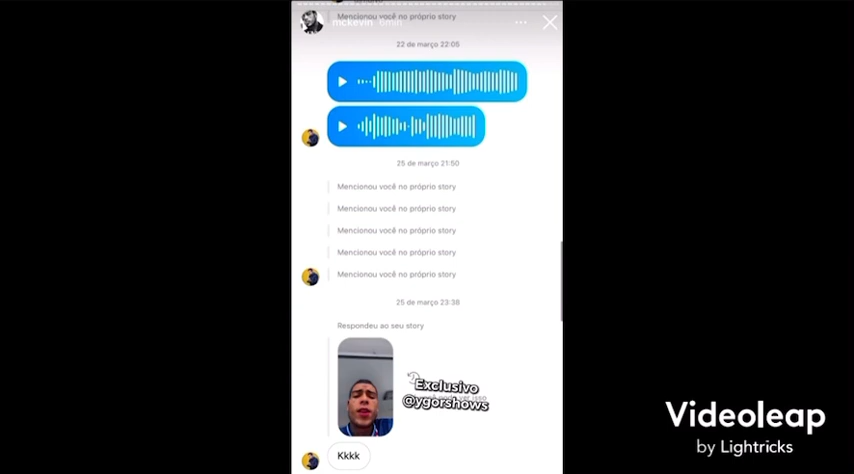 Mencionou você no próprio story
mckevin 6min
22 de março 22:05
25 de março 21:50
Mencionou você no próprio story
Mencionou você no próprio story
Mencionou você no próprio story
Mencionou você no próprio story
Mencionou você no próprio story
25 de março 23:38
Respondeu ao seu story
Exclusivo
@ygorshows
Kkkk
Videoleap
by Lightricks